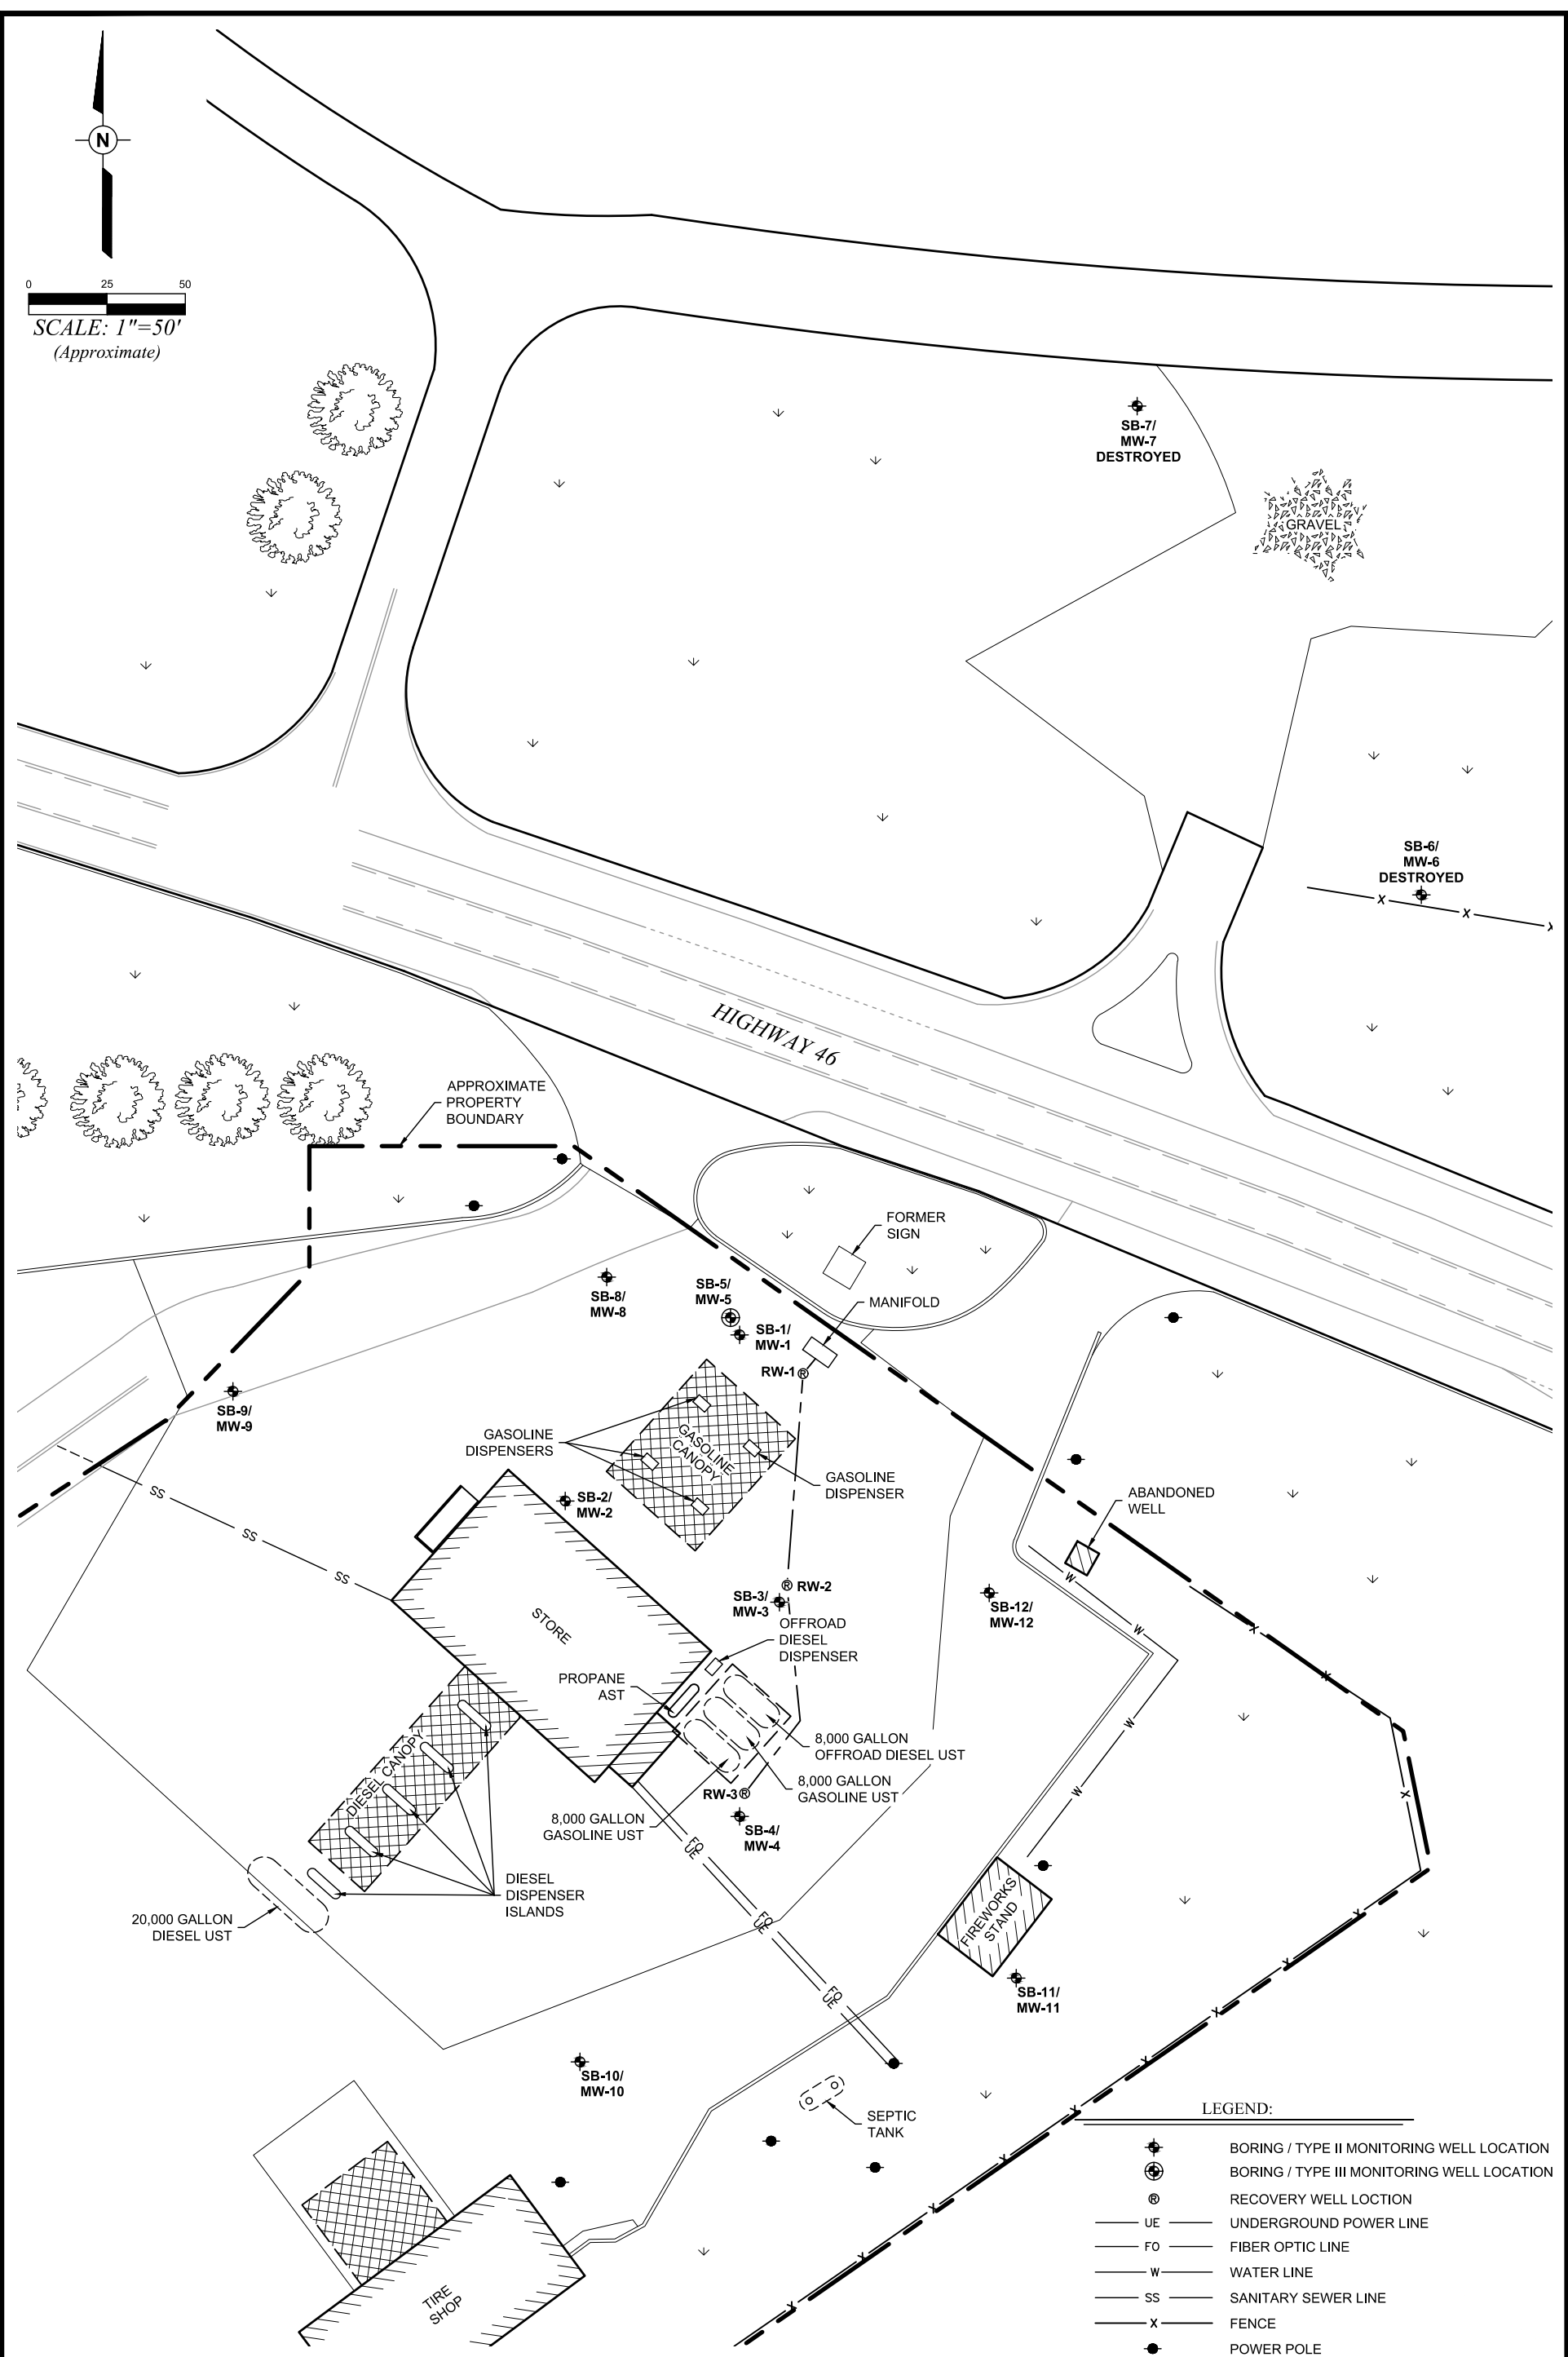 N
0 25 50
SCALE: 1"=50'
(Approximate)
SB-7/
MW-7
DESTROYED
GRAVEL
SB-6/
MW-6
DESTROYED
X X X
HIGHWAY 46
APPROXIMATE
PROPERTY
BOUNDARY
FORMER
SIGN
MANIFOLD
SB-8/
MW-8
SB-5/
MW-5
SB-1/
MW-1
RW-1 R
SB-9/
MW-9
GASOLINE
DISPENSERS
GASOLINE
CANOPY
GASOLINE
DISPENSER
SB-2/
MW-2
ABANDONED
WELL
SS
SS
SS
STORE
R RW-2
SB-3/
MW-3
OFFROAD
DIESEL
DISPENSER
SB-12/
MW-12
W
W
W
W
X
X
X
PROPANE
AST
8,000 GALLON
OFFROAD DIESEL UST
8,000 GALLON
GASOLINE UST
RW-3 R
8,000 GALLON
GASOLINE UST
SB-4/
MW-4
DIESEL CANOPY
DIESEL
DISPENSER
ISLANDS
20,000 GALLON
DIESEL UST
FO
UE
FO
UE
FO
UE
FIREWORKS
STAND
SB-11/
MW-11
X
X
X
X
X
X
X
X
X
SB-10/
MW-10
SEPTIC
TANK
TIRE
SHOP
LEGEND:
BORING / TYPE II MONITORING WELL LOCATION
BORING / TYPE III MONITORING WELL LOCATION
R RECOVERY WELL LOCTION
UE UNDERGROUND POWER LINE
FO FIBER OPTIC LINE
W WATER LINE
SS SANITARY SEWER LINE
X FENCE
POWER POLE